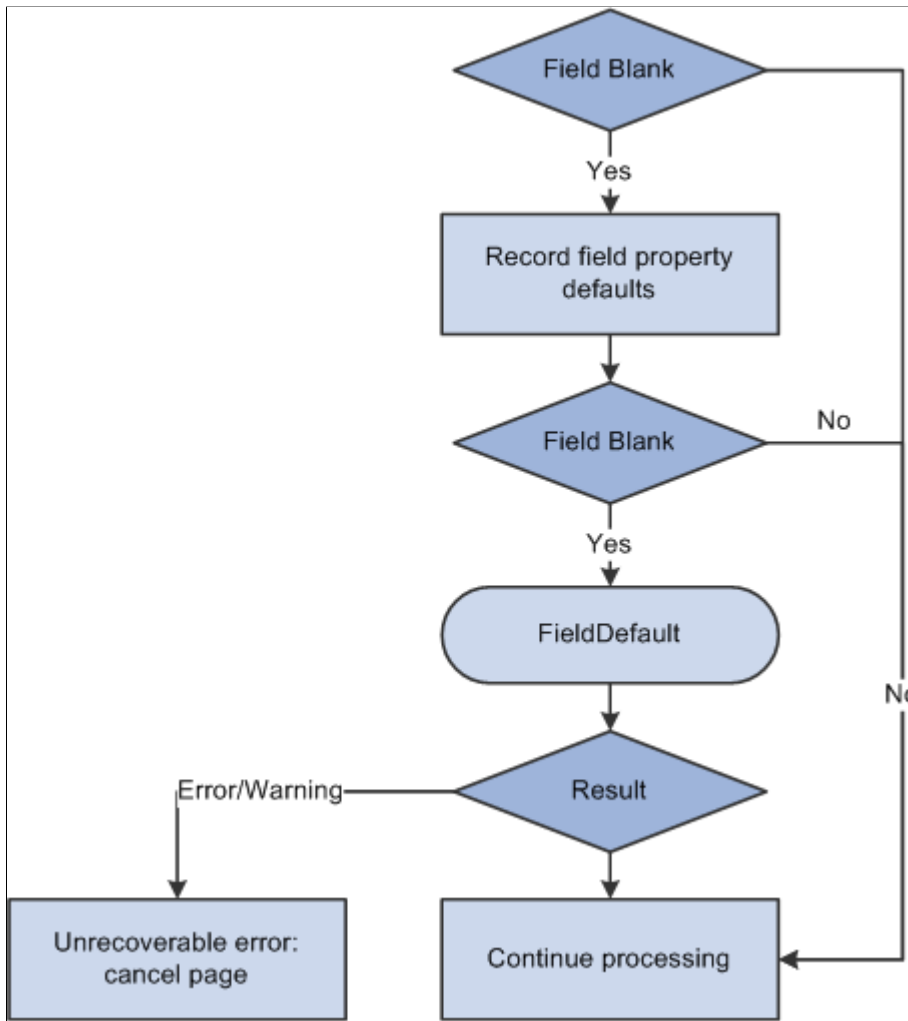 Field Blank
Yes
Record field property
defaults
Field Blank
No
Yes
FieldDefault
No
Error/Warning
Result
Unrecoverable error:
cancel page
Continue processing